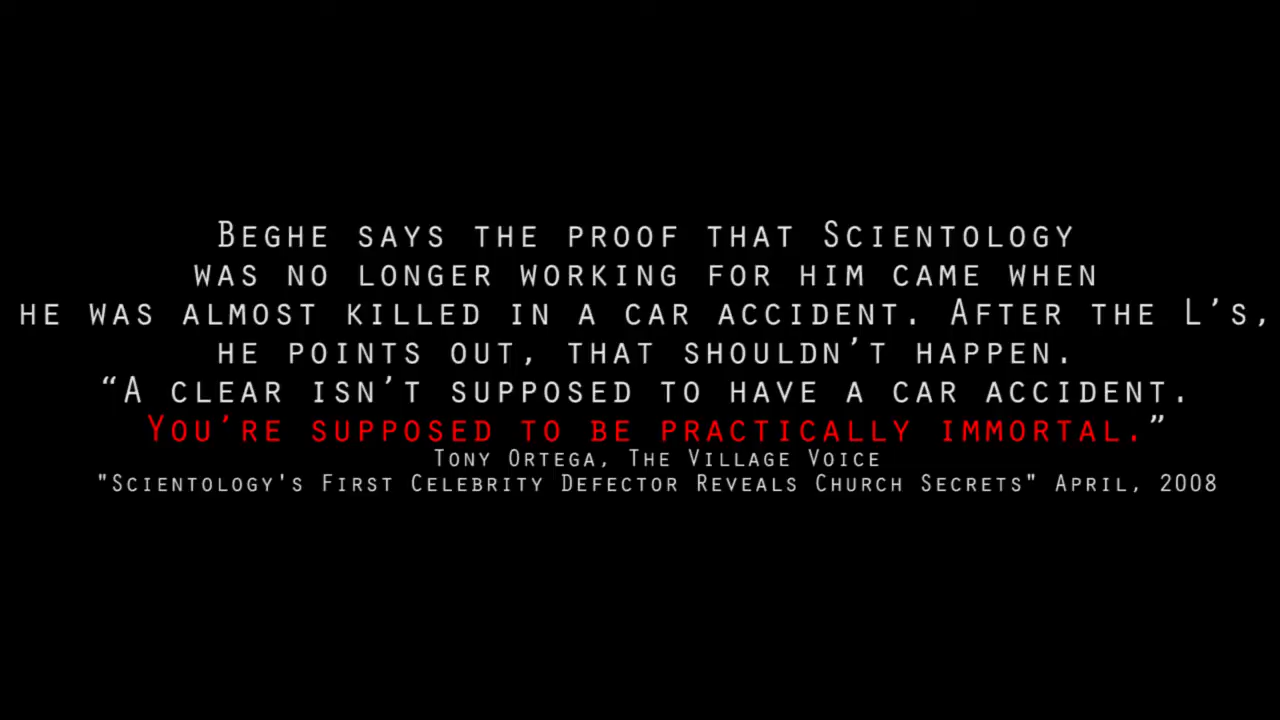 Beghe says the proof that Scientology
was no longer working for him came when
he was almost killed in a car accident. After the L’s,
he points out, that shouldn’t happen.
“A clear isn’t supposed to have a car accident.
You’re supposed to be practically immortal.”
Tony Ortega, The Village Voice
"Scientology's First Celebrity Defector Reveals Church Secrets" April, 2008